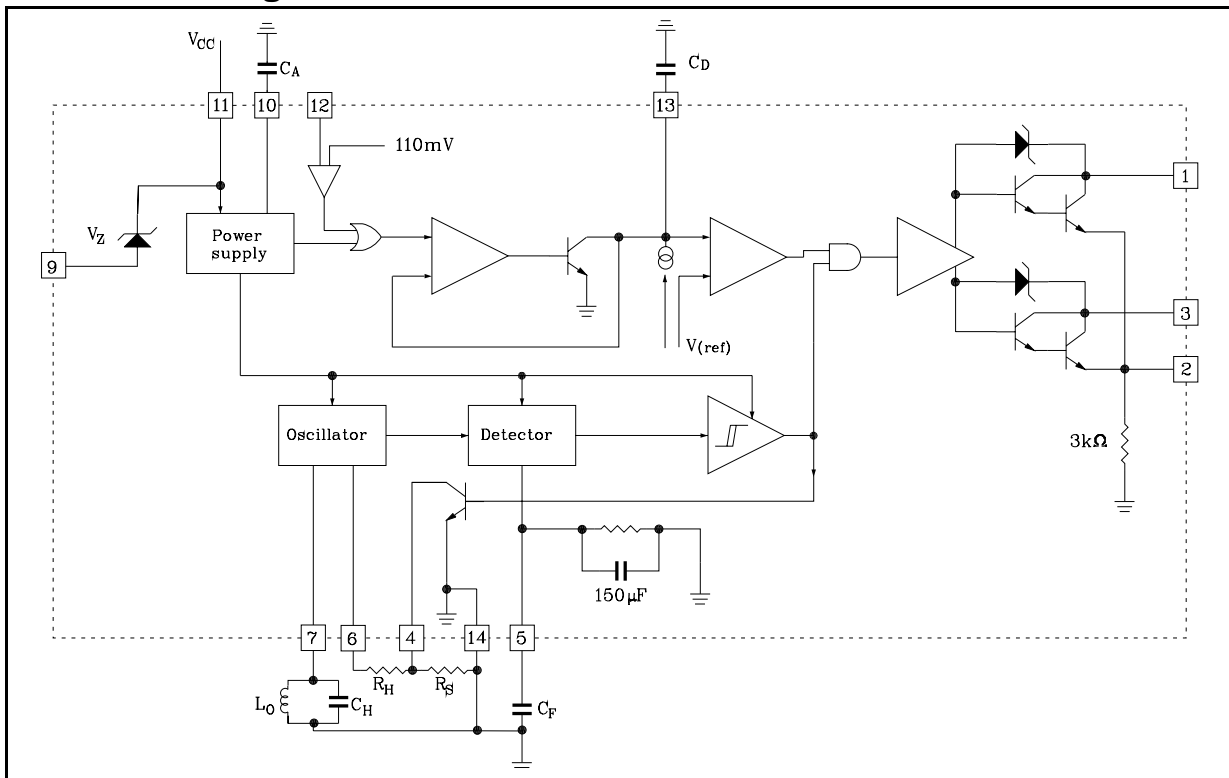 V_CC
C_A
C_D
11
10
12
13
110mV
1
V_Z
Power
supply
9
3
V(ref)
2
Oscillator
Detector
3kΩ
150μF
7
6
4
14
5
R_H
R_S
L_O
C_H
C_F